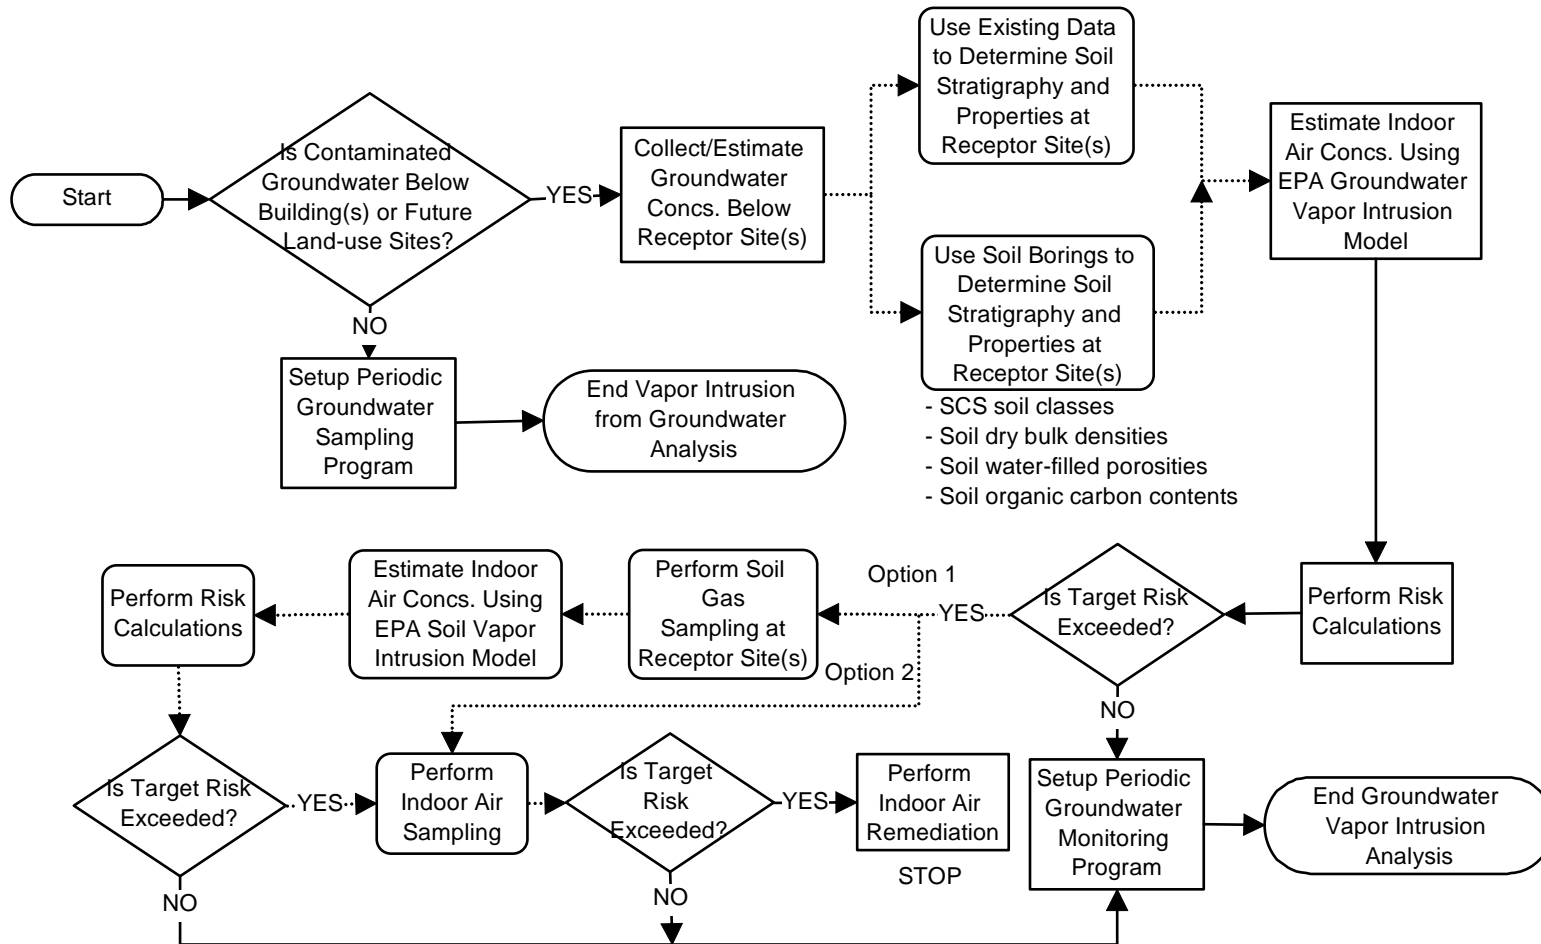 Start
Is Contaminated
Groundwater Below
Building(s) or Future
Land-use Sites?
YES
NO
Collect/Estimate
Groundwater
Concs. Below
Receptor Site(s)
Use Existing Data
to Determine Soil
Stratigraphy and
Properties at
Receptor Site(s)
Use Soil Borings to
Determine Soil
Stratigraphy and
Properties at
Receptor Site(s)
- SCS soil classes
- Soil dry bulk densities
- Soil water-filled porosities
- Soil organic carbon contents
Estimate Indoor
Air Concs. Using
EPA Groundwater
Vapor Intrusion
Model
Setup Periodic
Groundwater
Sampling
Program
End Vapor Intrusion
from Groundwater
Analysis
Perform Risk
Calculations
Is Target Risk
Exceeded?
YES
NO
Option 1
Option 2
Perform Soil
Gas
Sampling at
Receptor Site(s)
Estimate Indoor
Air Concs. Using
EPA Soil Vapor
Intrusion Model
Perform Risk
Calculations
Is Target Risk
Exceeded?
YES
NO
Perform
Indoor Air
Sampling
Is Target
Risk
Exceeded?
YES
NO
Perform
Indoor Air
Remediation
STOP
Setup Periodic
Groundwater
Monitoring
Program
End Groundwater
Vapor Intrusion
Analysis